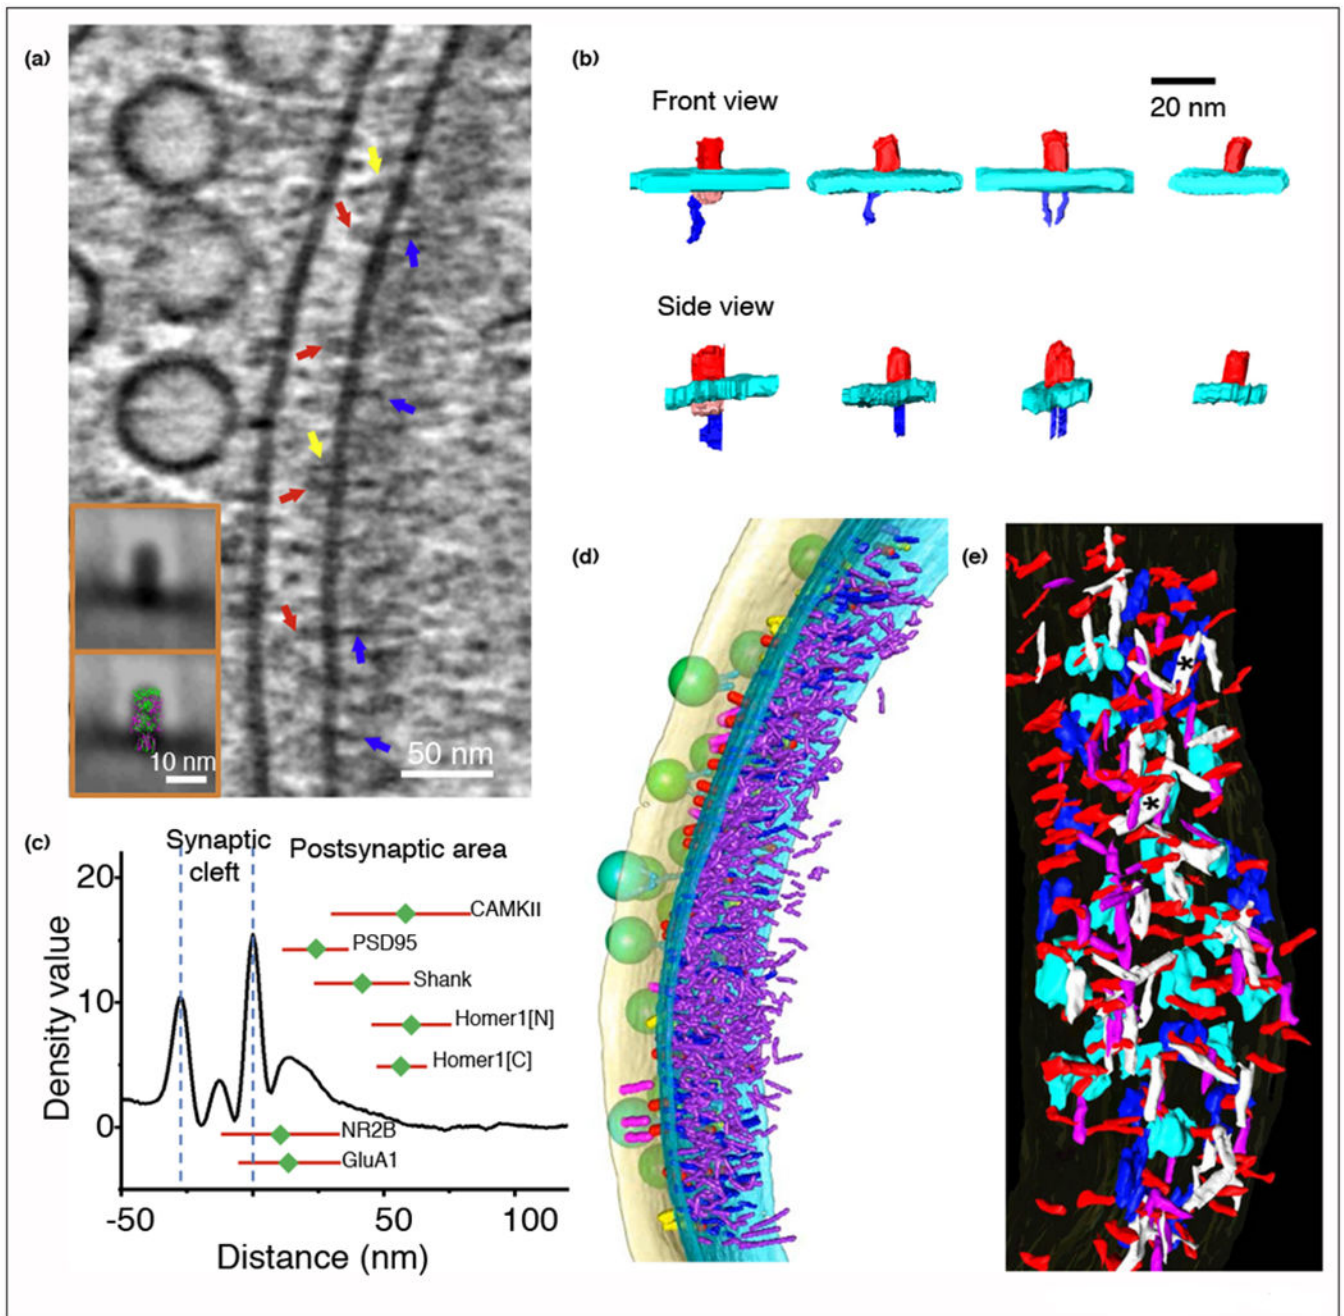 (a)
50 nm
10 nm
(b)
20 nm
Front view
Side view
(c)
Synaptic
cleft
Postsynaptic area
Density value
20
10
0
CAMKII
PSD95
Shank
Homer1[N]
Homer1[C]
NR2B
GluA1
-50
0
50
100
Distance (nm)
(d)
(e)
*
*